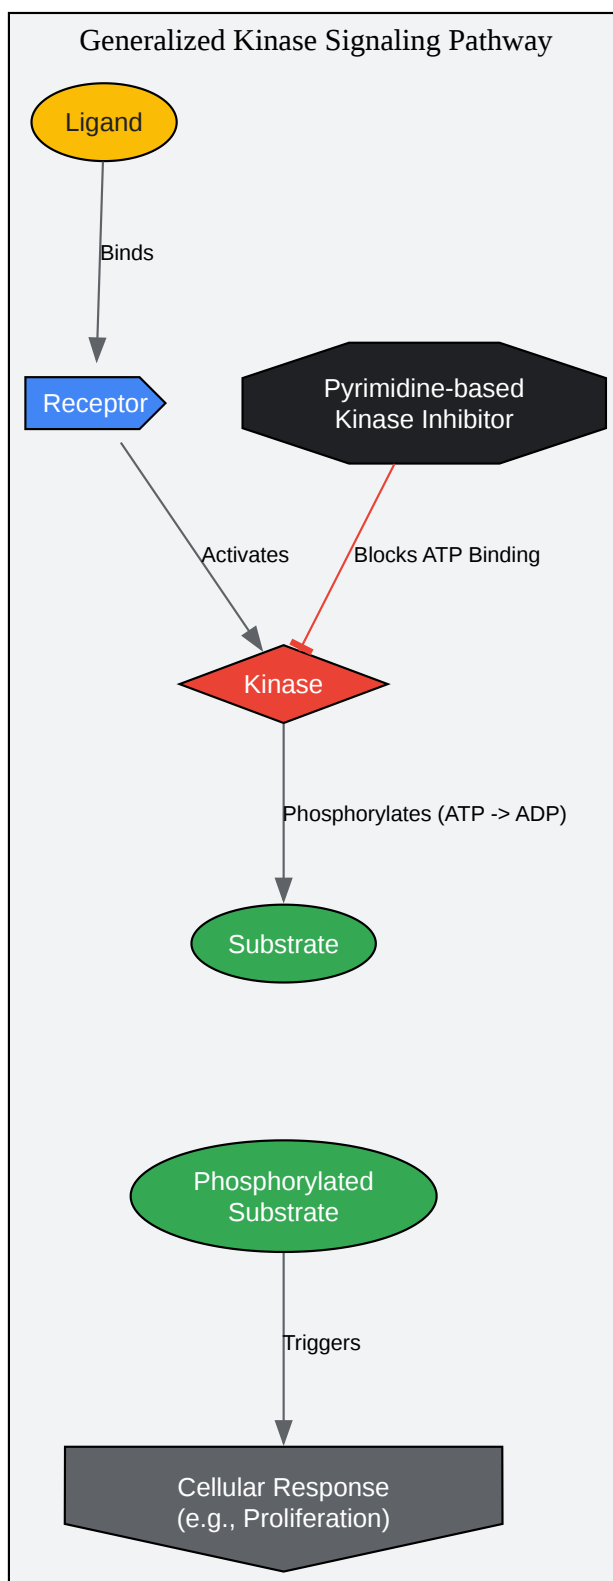 Generalized Kinase Signaling Pathway
Ligand
Binds
Receptor
Pyrimidine-based
Kinase Inhibitor
Activates
Blocks ATP Binding
Kinase
Phosphorylates (ATP -> ADP)
Substrate
Phosphorylated
Substrate
Triggers
Cellular Response
(e.g., Proliferation)